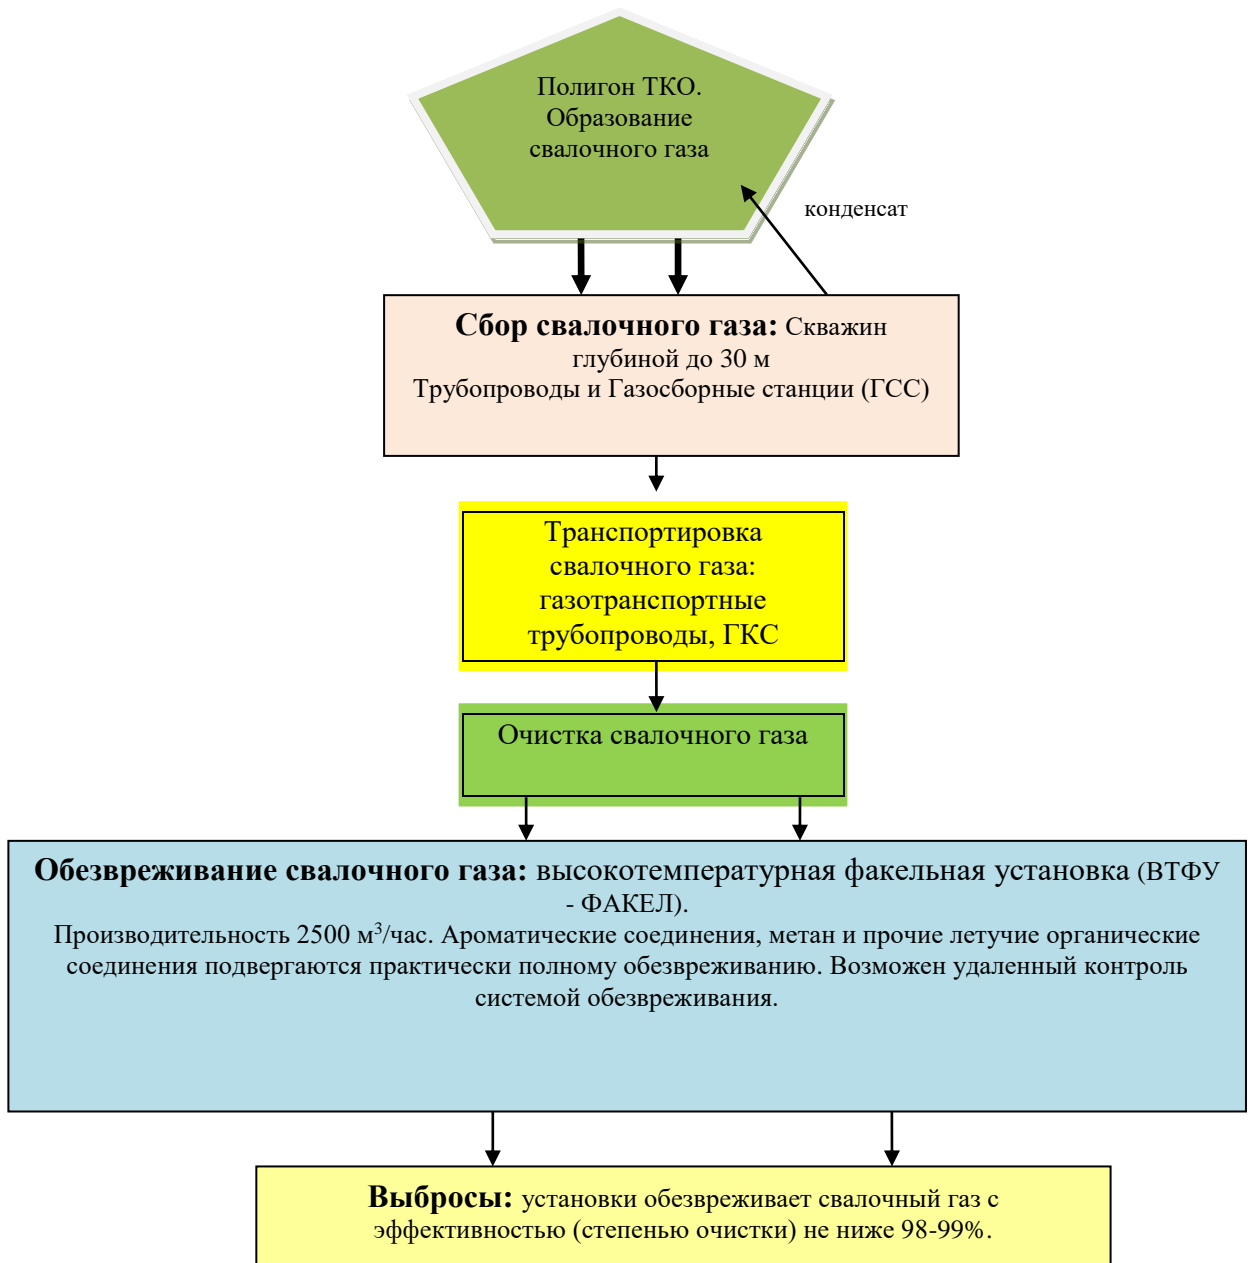 Полигон ТКО.
Образование
свалочного газа
конденсат
Сбор свалочного газа: Скважин
глубиной до 30 м
Трубопроводы и Газосборные станции (ГСС)
Транспортировка
свалочного газа:
газотранспортные
трубопроводы, ГКС
Очистка свалочного газа
Обезвреживание свалочного газа: высокотемпературная факельная установка (ВТФУ
- ФАКЕЛ).
Производительность 2500 м³/час. Ароматические соединения, метан и прочие летучие органические
соединения подвергаются практически полному обезвреживанию. Возможен удаленный контроль
системой обезвреживания.
Выбросы: установки обезвреживает свалочный газ с
эффективностью (степенью очистки) не ниже 98-99%.